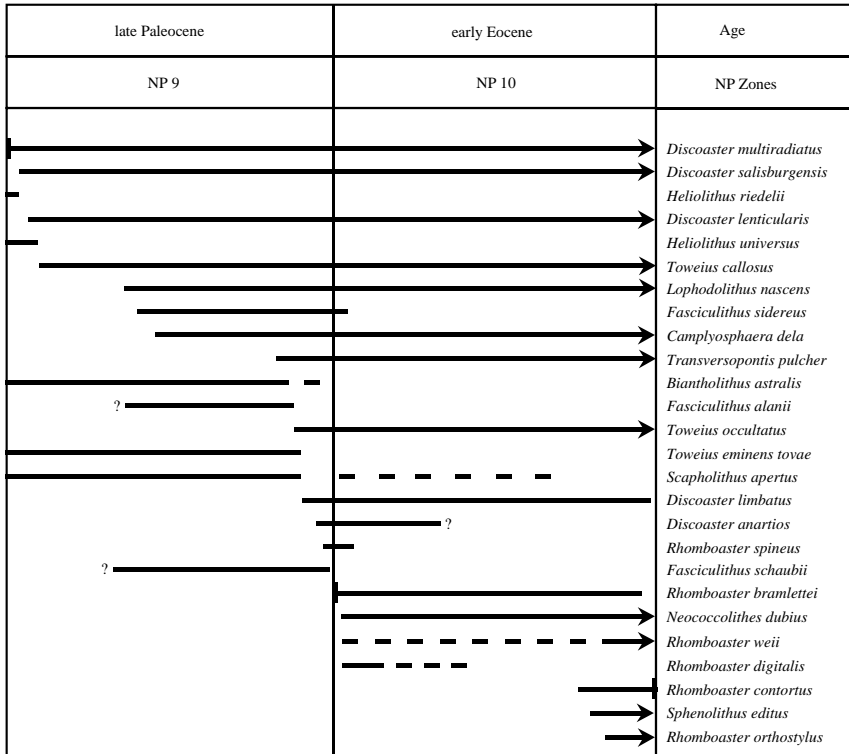 late Paleocene early Eocene Age
NP 9 NP 10 NP Zones
Discoaster multiradiatus
Discoaster salisburgensis
Heliolithus riedelii
Discoaster lenticularis
Heliolithus universus
Toweius callosus
Lophodolithus nascens
Fasciculithus sidereus
Camplyosphaera dela
Transversopontis pulcher
Biantholithus astralis
? Fasciculithus alanii
Toweius occultatus
Toweius eminens tovae
Scapholithus apertus
Discoaster limbatus
? Discoaster anartios
Rhomboaster spineus
? Fasciculithus schaubii
Rhomboaster bramlettei
Neococcolithes dubius
Rhomboaster weii
Rhomboaster digitalis
Rhomboaster contortus
Sphenolithus editus
Rhomboaster orthostylus